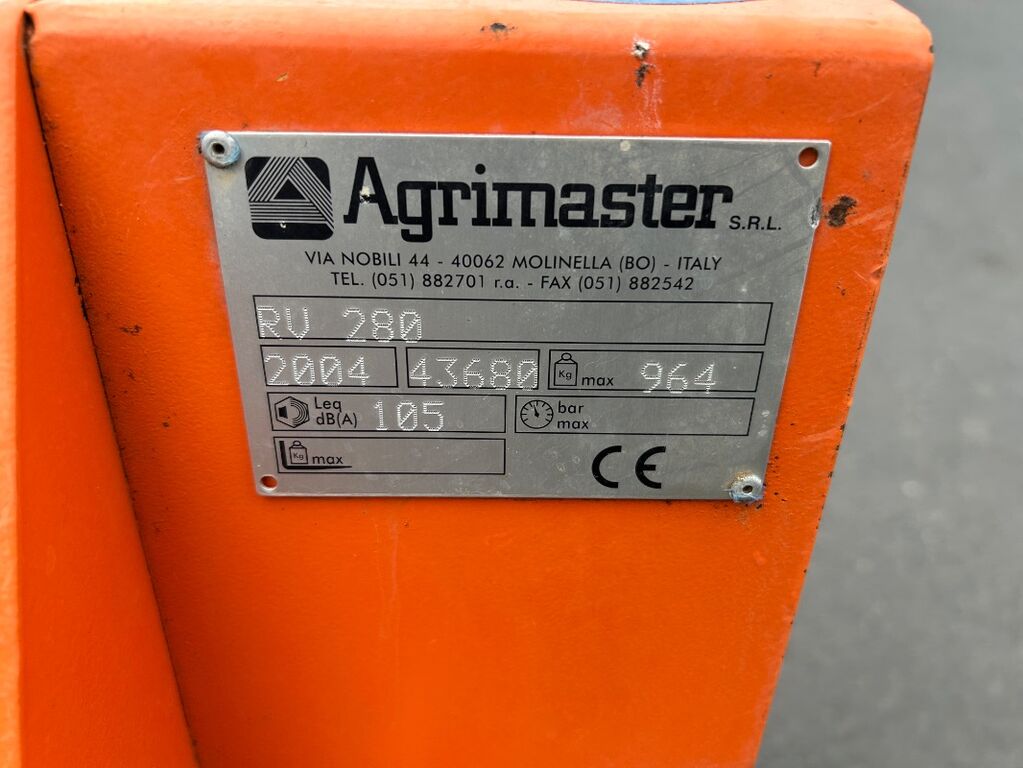 Agrimaster S.R.L.
VIA NOBILI 44 - 40062 MOLINELLA (BO) - ITALY
TEL. (051) 882701 r.a. - FAX (051) 882542
RV 280
2004 43680 Kg max 964
Leq dB(A) 105 bar max
Kg max
CE